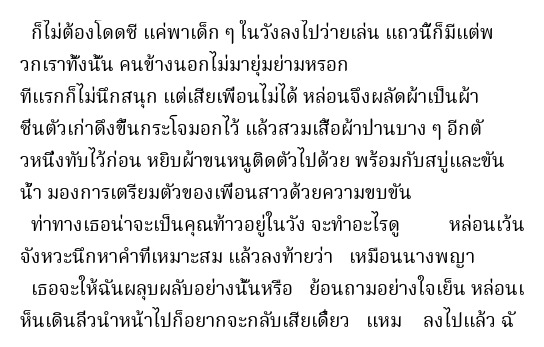 ก็ไม่ต้องโดดซี แค่พาเด็ก ๆ ในวังลงไปว่ายเล่น แถวนี้ก็มีแต่พ
วกเราทั้งนั้น คนข้างนอกไม่มายุ่มย่ามหรอก
ทีแรกก็ไม่นึกสนุก แต่เสียเพื่อนไม่ได้ หล่อนจึงผลัดผ้าเป็นผ้า
ซิ่นตัวเก่าดึงขึ้นกระโจมอกไว้ แล้วสวมเสื้อผ้าป่านบาง ๆ อีกตั
วหนึ่งทับไว้ก่อน หยิบผ้าขนหนูติดตัวไปด้วย พร้อมกับสบู่และขัน
น้ำ มองการเตรียมตัวของเพื่อนสาวด้วยความขบขัน
ท่าทางเธอน่าจะเป็นคุณท้าวอยู่ในวัง จะทำอะไรดู หล่อนเว้น
จังหวะนึกหาคำที่เหมาะสม แล้วลงท้ายว่า เหมือนนางพญา
เธอจะให้ฉันผลุบผลับอย่างนั้นหรือ ย้อนถามอย่างใจเย็น หล่อนเ
ห็นเดินลิ่วนำหน้าไปก็อยากจะกลับเสียเดี๋ยว แหม ลงไปแล้ว ฉั